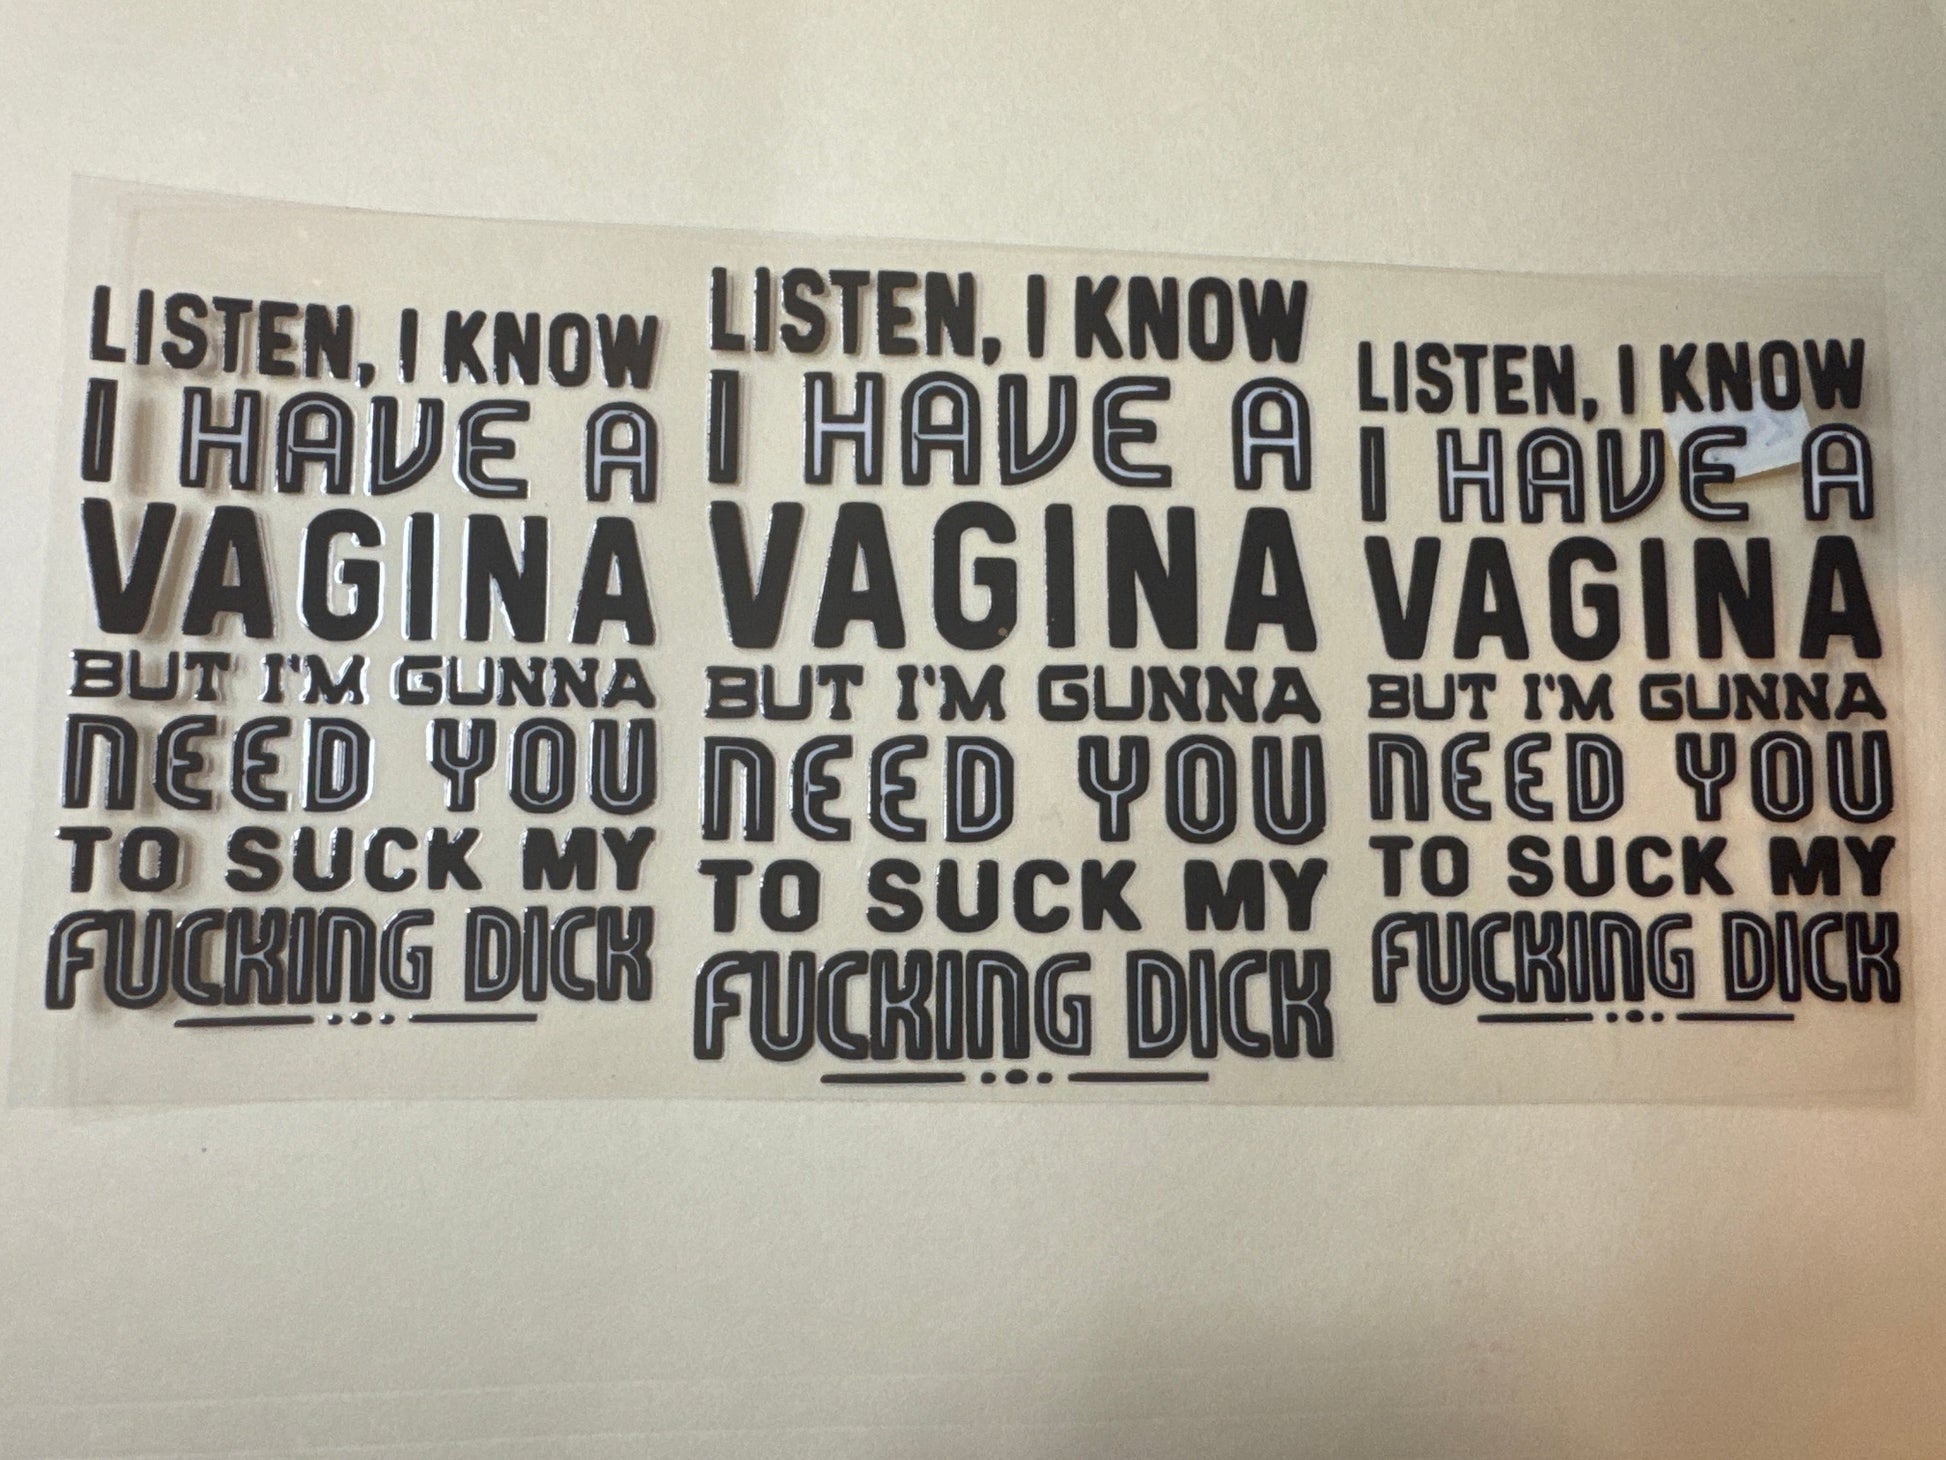 LISTEN, I KNOW
I HAVE A
VAGINA
BUT I'M GUNNA
NEED YOU
TO SUCK MY
FUCKING DICK
LISTEN, I KNOW
I HAVE A
VAGINA
BUT I'M GUNNA
NEED YOU
TO SUCK MY
FUCKING DICK
LISTEN, I KNOW
I HAVE A
VAGINA
BUT I'M GUNNA
NEED YOU
TO SUCK MY
FUCKING DICK